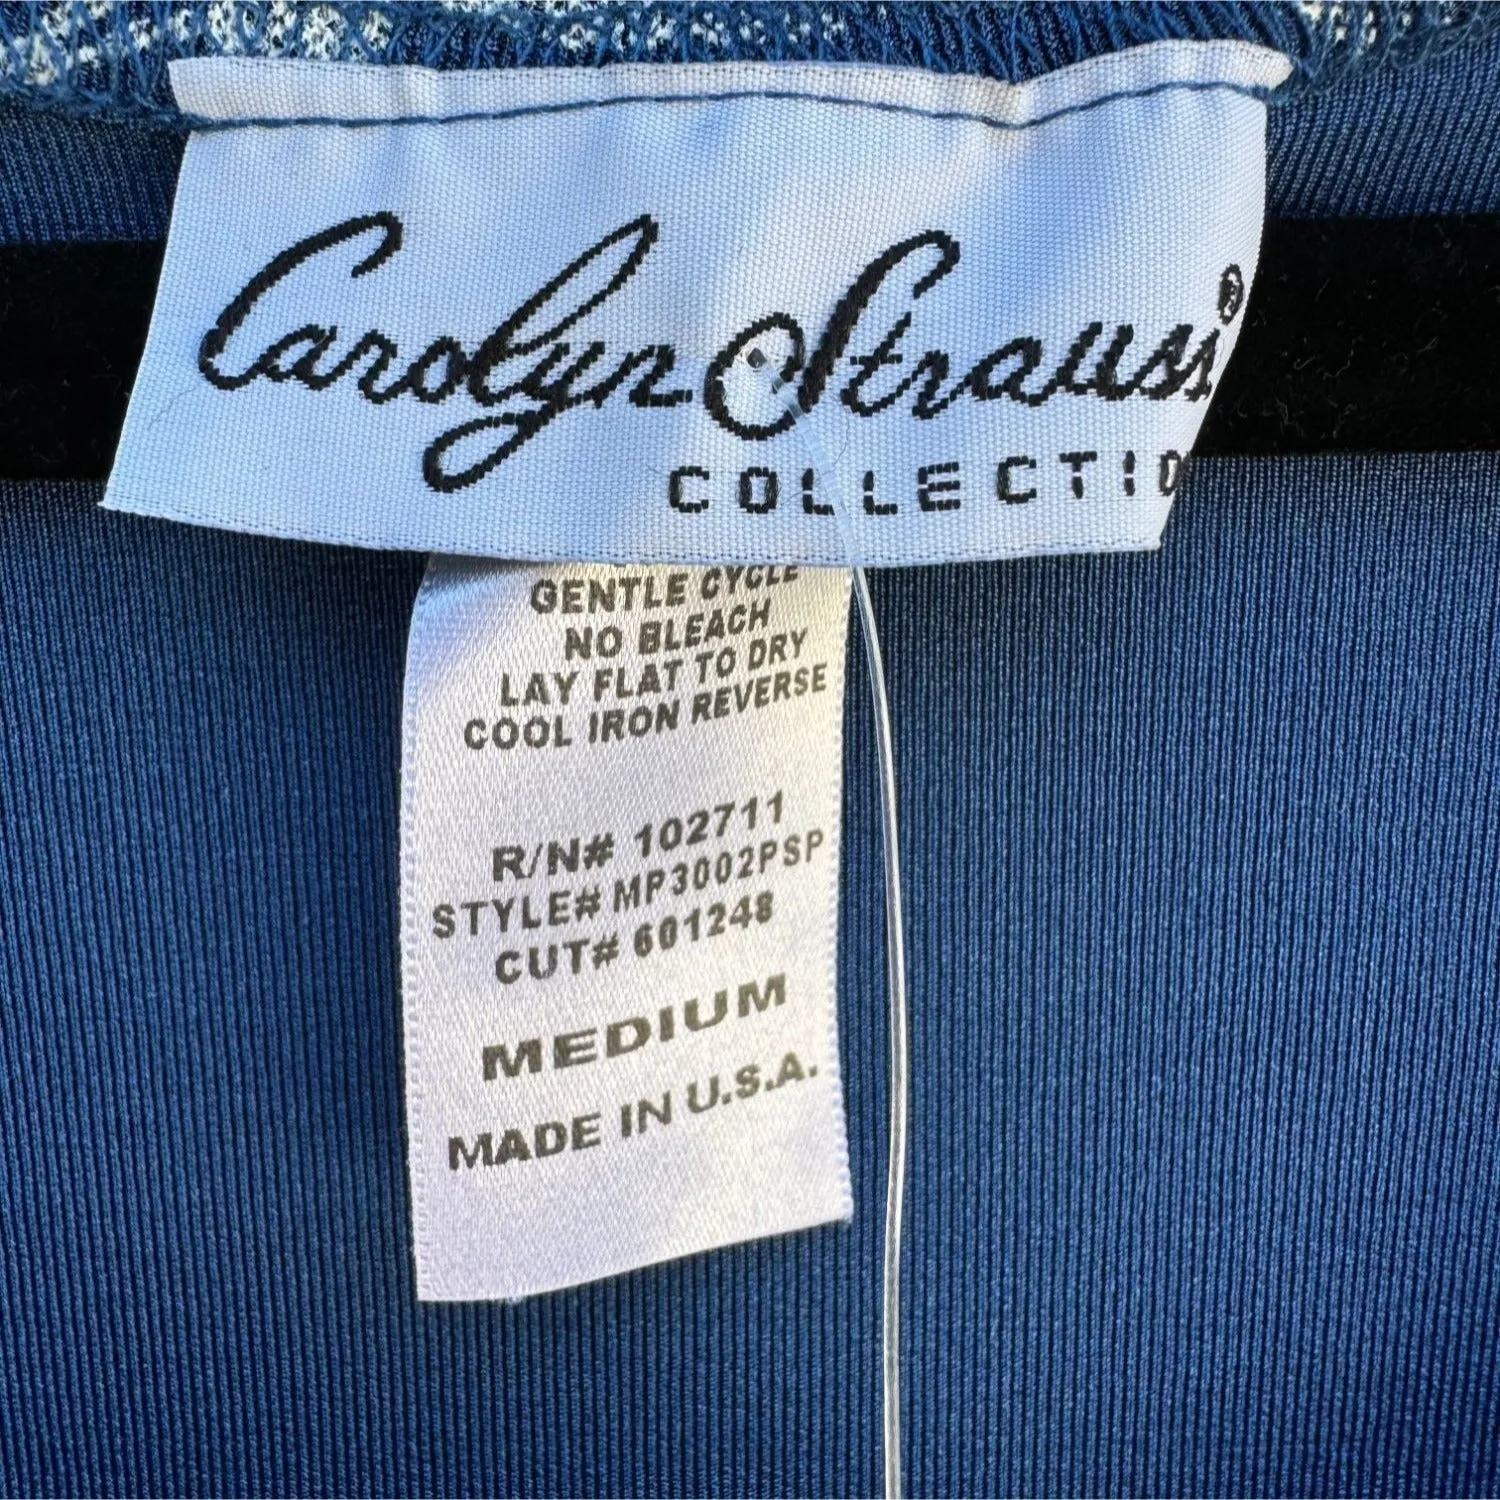 Carolyn Strauss®
COLLECTIO
GENTLE CYCLE
NO BLEACH
LAY FLAT TO DRY
COOL IRON REVERSE
R/N# 102711
STYLE# MP3002PSP
CUT# 601248
MEDIUM
MADE IN U.S.A.